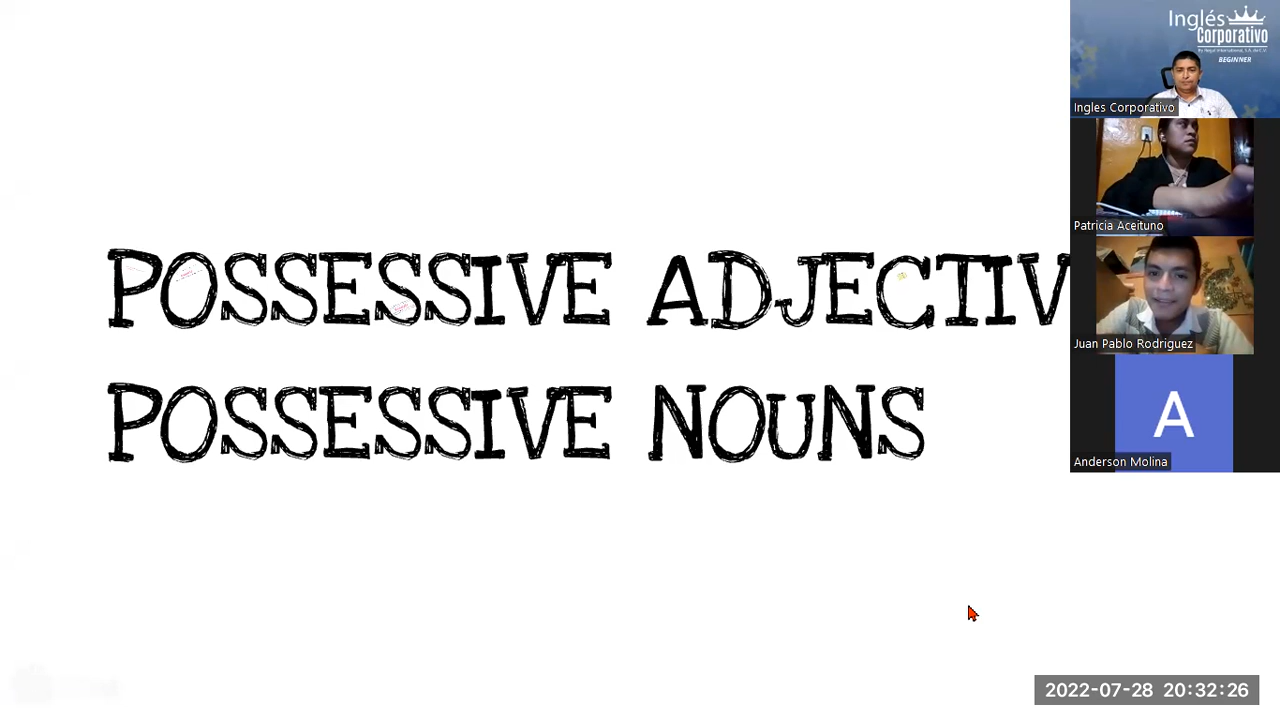 POSSESSIVE ADJECTIV
POSSESSIVE NOUNS
Inglés
Corporativo
BEGINNER
Ingles Corporativo
Patricia Aceituno
Juan Pablo Rodriguez
A
Anderson Molina
2022-07-28 20:32:26